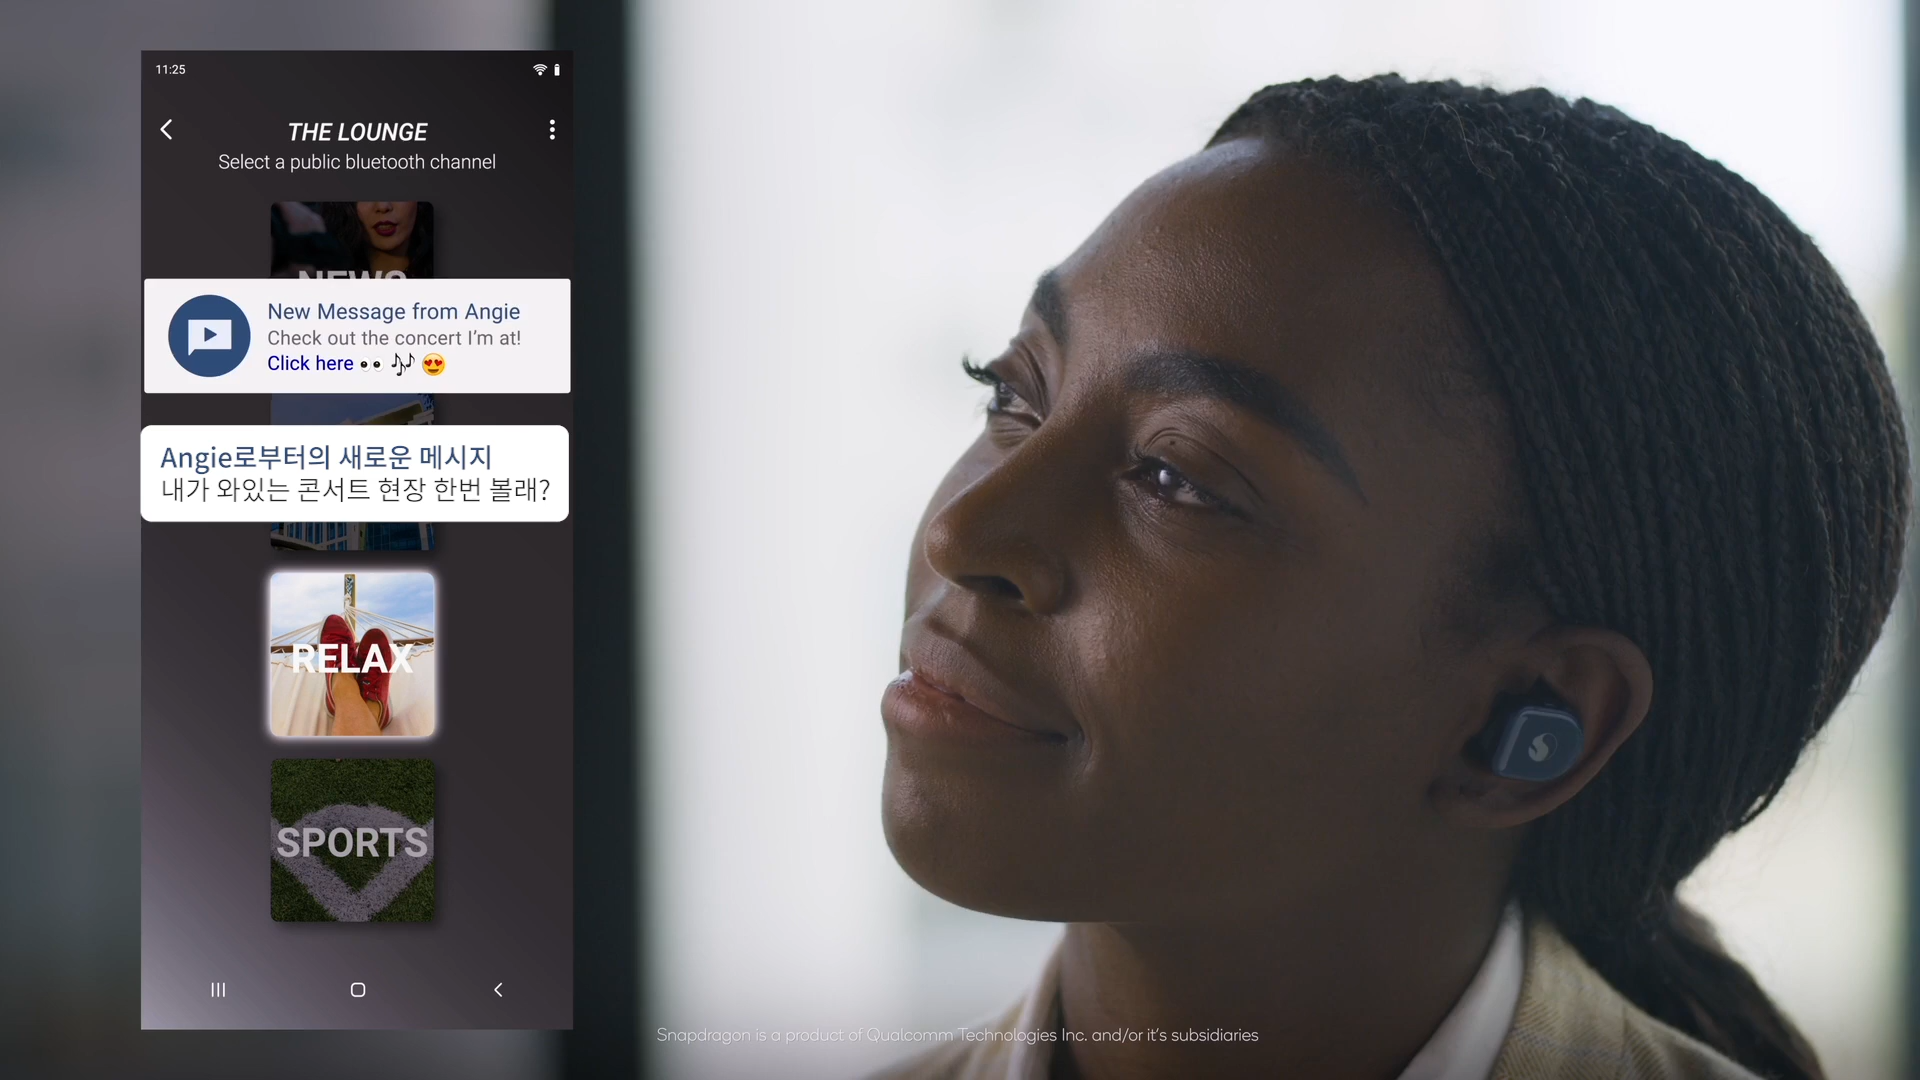 11:25
THE LOUNGE
Select a public bluetooth channel
NEWS
New Message from Angie
Check out the concert I’m at!
Click here 👀 🎶 😍
Angie로부터의 새로운 메시지
내가 와있는 콘서트 현장 한번 볼래?
RELAX
SPORTS
Snapdragon is a product of Qualcomm Technologies Inc. and/or it’s subsidiaries